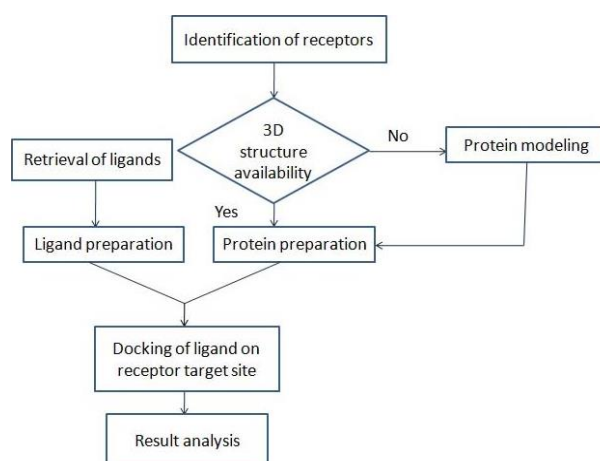 Identification of receptors
3D
structure
availability
No
Protein modeling
Retrieval of ligands
Yes
Ligand preparation
Protein preparation
Docking of ligand on
receptor target site
Result analysis